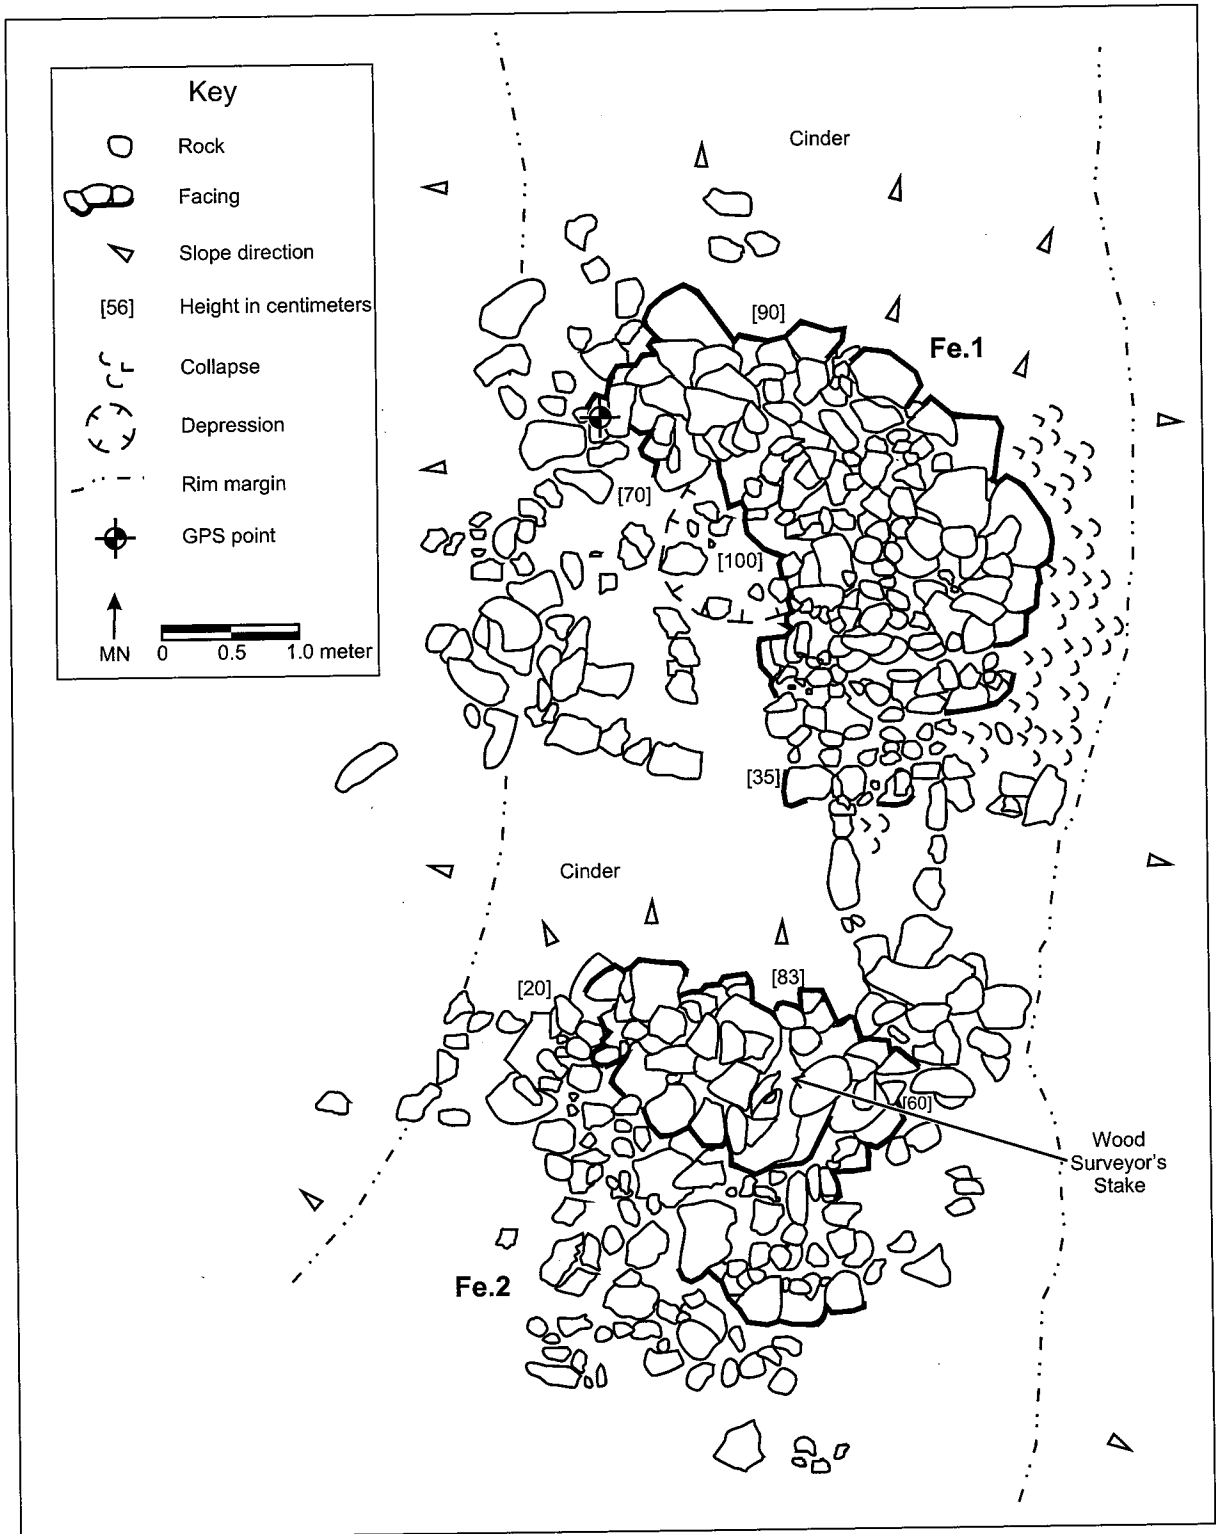 Key
Rock
Facing
Slope direction
[56] Height in centimeters
Collapse
Depression
Rim margin
GPS point
MN 0 0.5 1.0 meter
Cinder
[90]
Fe.1
[70]
[100]
[35]
Cinder
[20]
[83]
[60]
Wood
Surveyor's
Stake
Fe.2